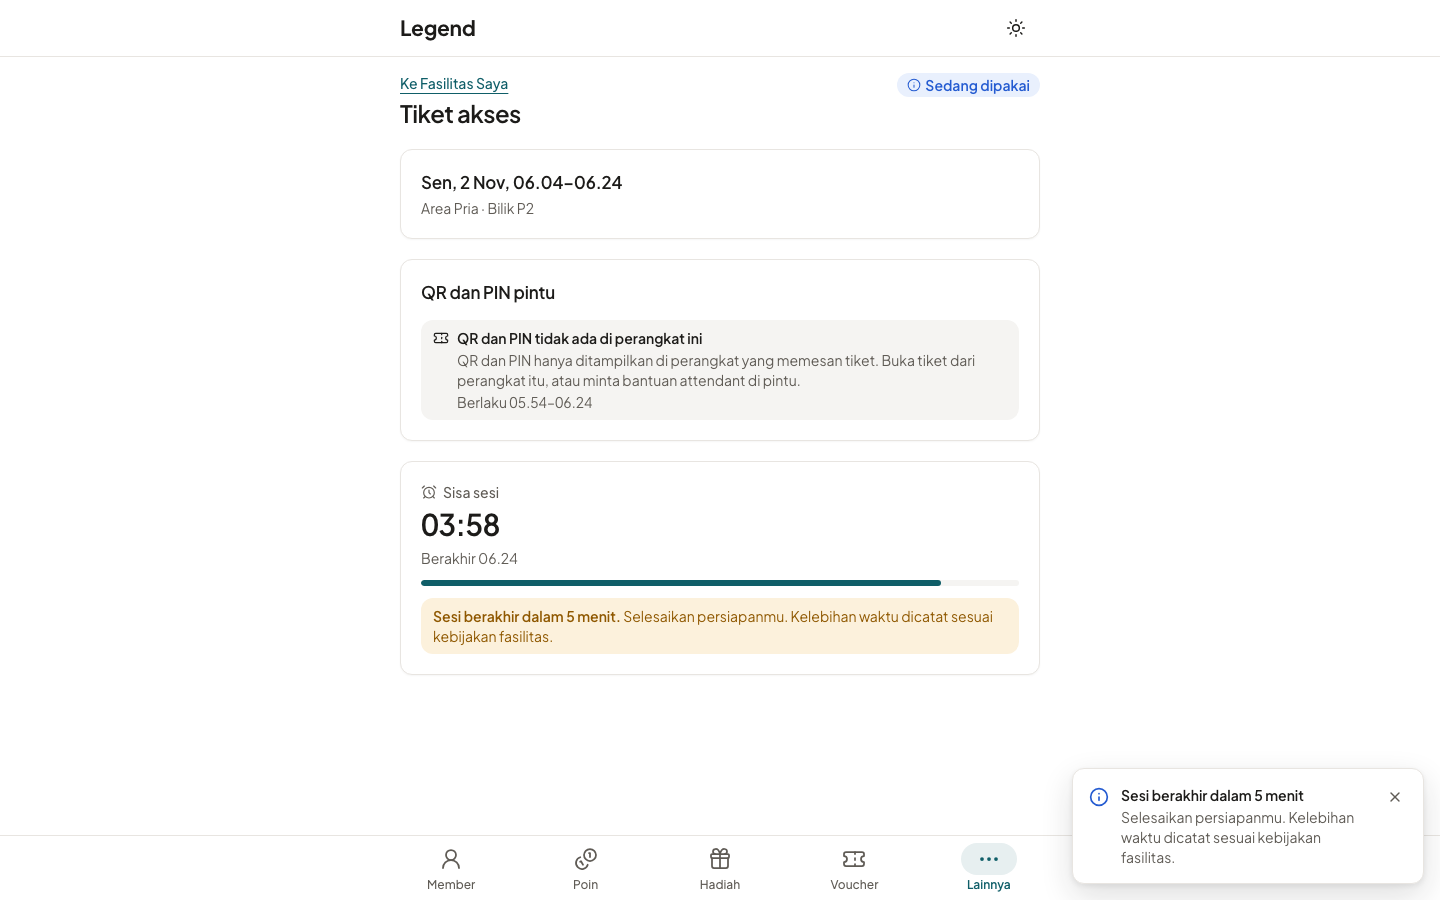 Legend
Ke Fasilitas Saya
Sedang dipakai
Tiket akses
Sen, 2 Nov, 06.04–06.24
Area Pria · Bilik P2
QR dan PIN pintu
QR dan PIN tidak ada di perangkat ini
QR dan PIN hanya ditampilkan di perangkat yang memesan tiket. Buka tiket dari
perangkat itu, atau minta bantuan attendant di pintu.
Berlaku 05.54–06.24
Sisa sesi
03:58
Berakhir 06.24
Sesi berakhir dalam 5 menit. Selesaikan persiapanmu. Kelebihan waktu dicatat sesuai
kebijakan fasilitas.
Sesi berakhir dalam 5 menit
Selesaikan persiapanmu. Kelebihan
waktu dicatat sesuai kebijakan
fasilitas.
Member
Poin
Hadiah
Voucher
Lainnya